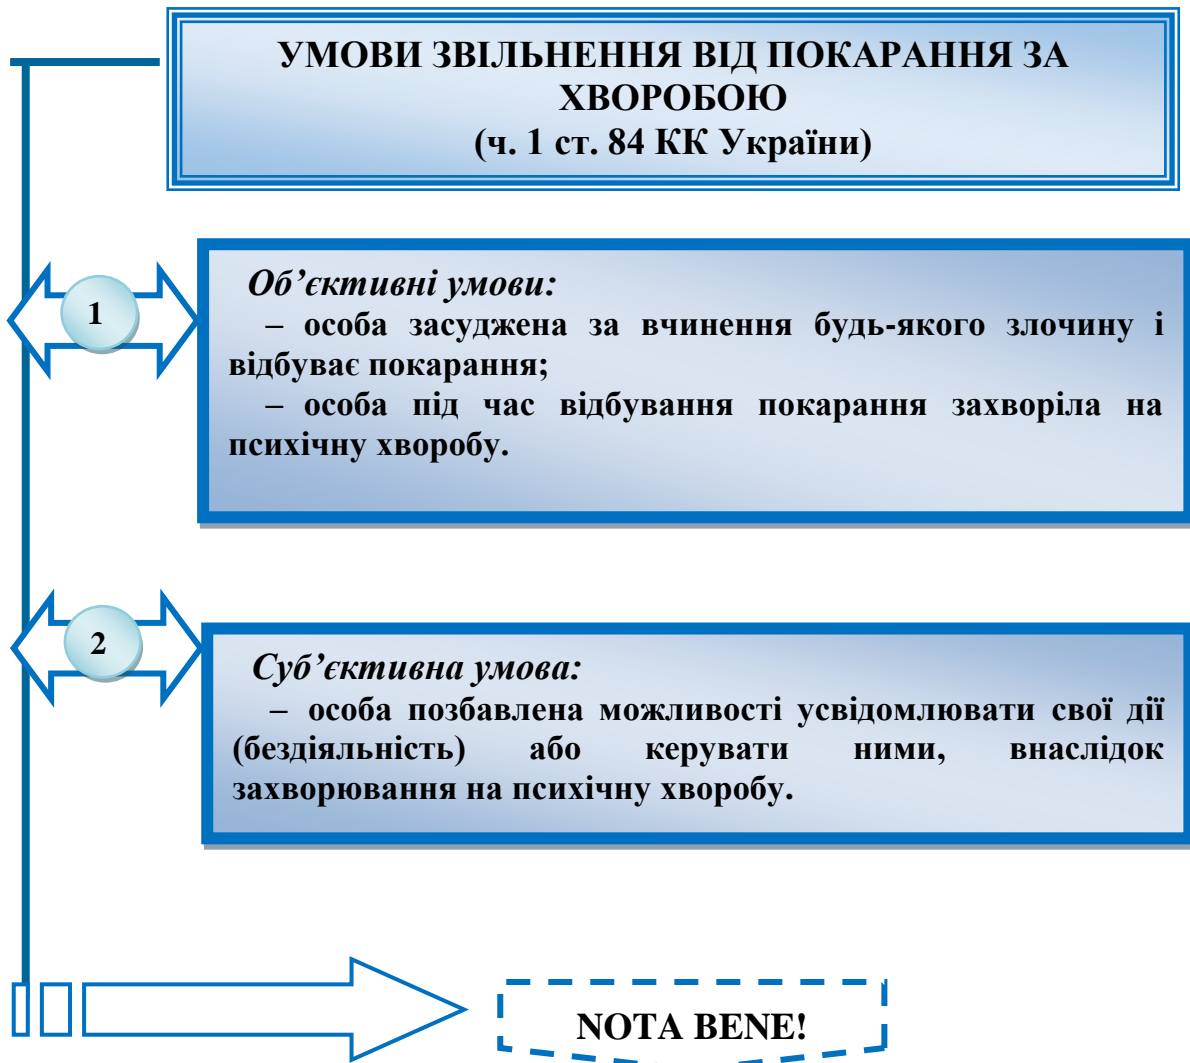 УМОВИ ЗВІЛЬНЕННЯ ВІД ПОКАРАННЯ ЗА
ХВОРОБОЮ
(ч. 1 ст. 84 КК України)
1
Об’єктивні умови:
– особа засуджена за вчинення будь-якого злочину і
відбуває покарання;
– особа під час відбування покарання захворіла на
психічну хворобу.
2
Суб’єктивна умова:
– особа позбавлена можливості усвідомлювати свої дії
(бездіяльність) або керувати ними, внаслідок
захворювання на психічну хворобу.
NOTA BENE!